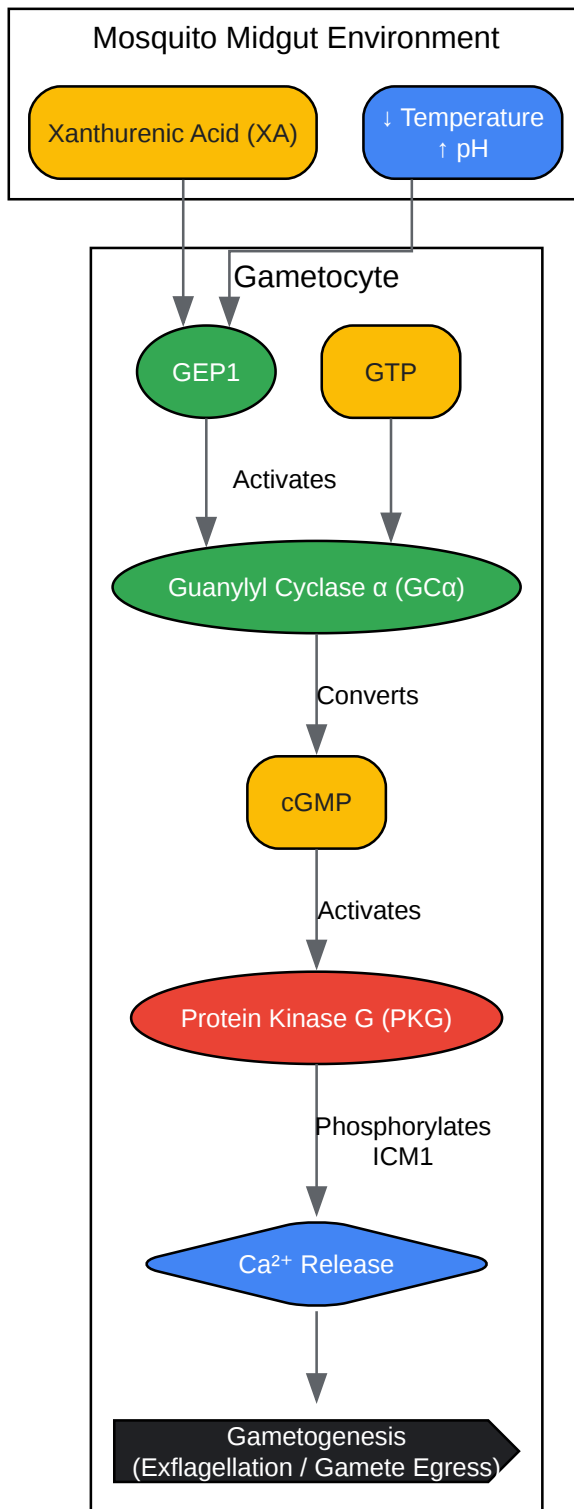 Mosquito Midgut Environment
Xanthurenic Acid (XA)
↓ Temperature
↑ pH
Gametocyte
GEP1
GTP
Activates
Guanylyl Cyclase α (GCα)
Converts
cGMP
Activates
Protein Kinase G (PKG)
Phosphorylates
ICM1
Ca²⁺ Release
Gametogenesis
(Exflagellation / Gamete Egress)